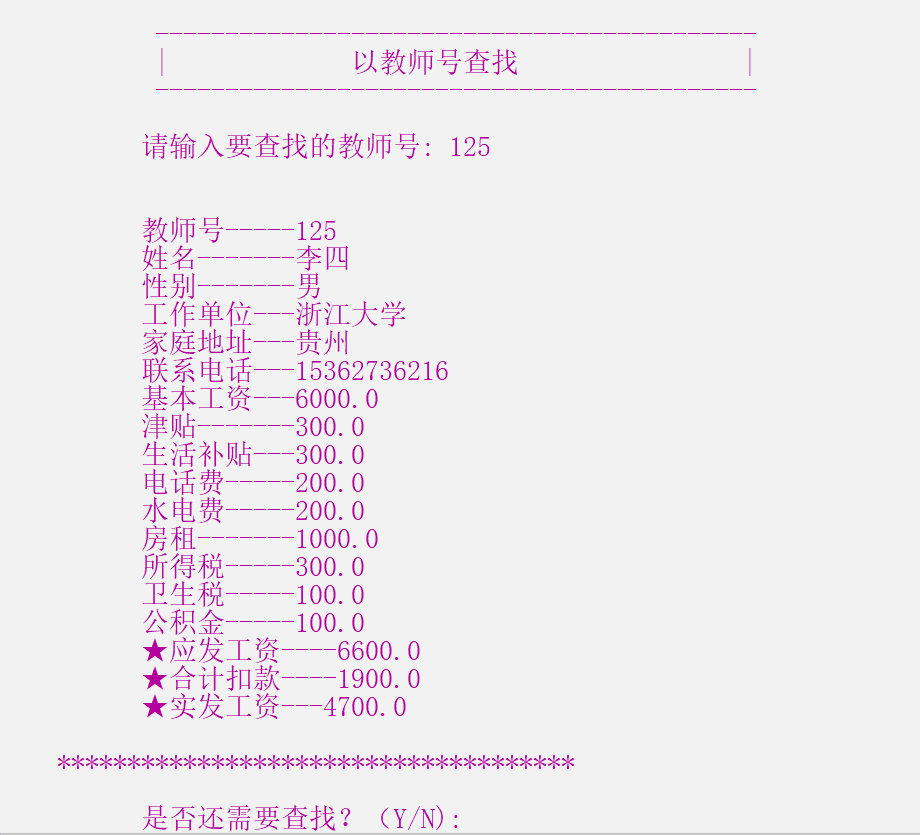 -------------------------------------------
| 以教师号查找 |
-------------------------------------------
请输入要查找的教师号: 125
教师号-----125
姓名-------李四
性别-------男
工作单位---浙江大学
家庭地址---贵州
联系电话---15362736216
基本工资---6000.0
津贴-------300.0
生活补贴---300.0
电话费-----200.0
水电费-----200.0
房租-------1000.0
所得税-----300.0
卫生税-----100.0
公积金-----100.0
★应发工资----6600.0
★合计扣款----1900.0
★实发工资---4700.0
*************************************
是否还需要查找? （Y/N):